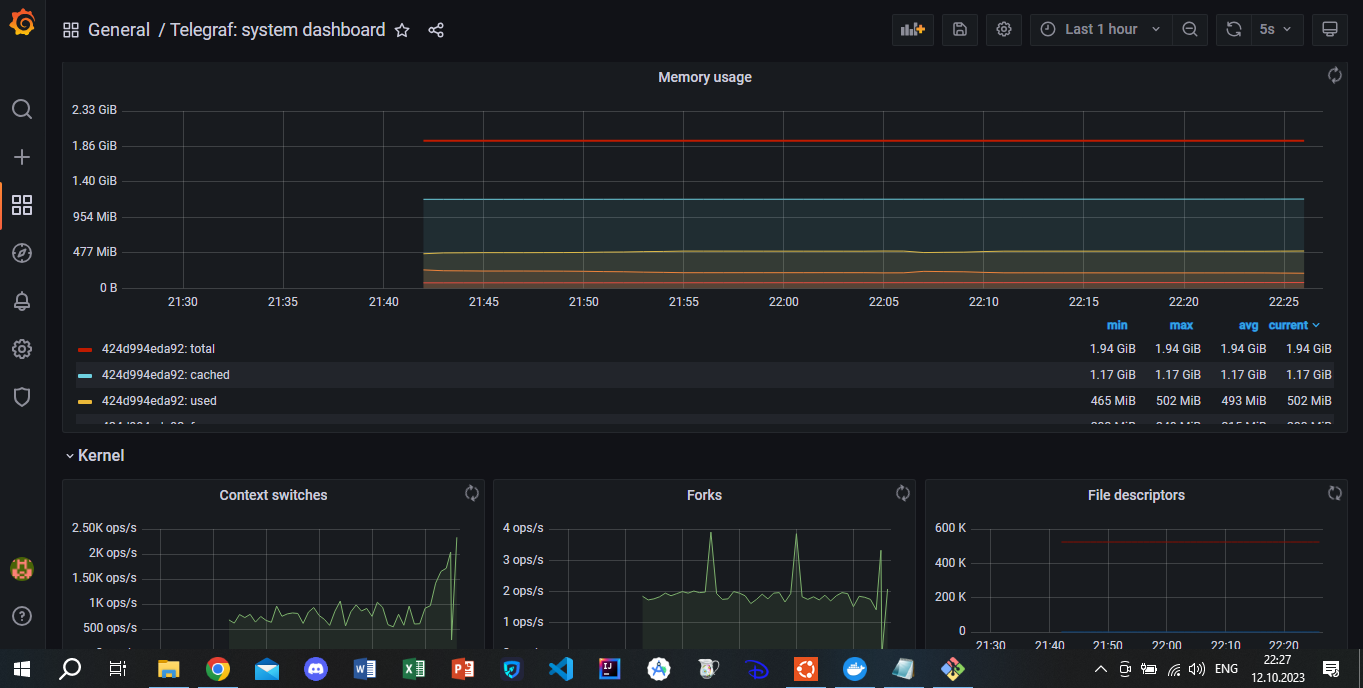 General / Telegraf: system dashboard
Last 1 hour
5s
Memory usage
2.33 GiB
1.86 GiB
1.40 GiB
954 MiB
477 MiB
0 B
21:30 21:35 21:40 21:45 21:50 21:55 22:00 22:05 22:10 22:15 22:20 22:25
min max avg current
424d994eda92: total 1.94 GiB 1.94 GiB 1.94 GiB 1.94 GiB
424d994eda92: cached 1.17 GiB 1.17 GiB 1.17 GiB 1.17 GiB
424d994eda92: used 465 MiB 502 MiB 493 MiB 502 MiB
Kernel
Context switches
2.50K ops/s
2K ops/s
1.50K ops/s
1K ops/s
500 ops/s
Forks
4 ops/s
3 ops/s
2 ops/s
1 ops/s
File descriptors
600 K
400 K
200 K
0
21:30 21:40 21:50 22:00 22:10 22:20
ENG
22:27
12.10.2023